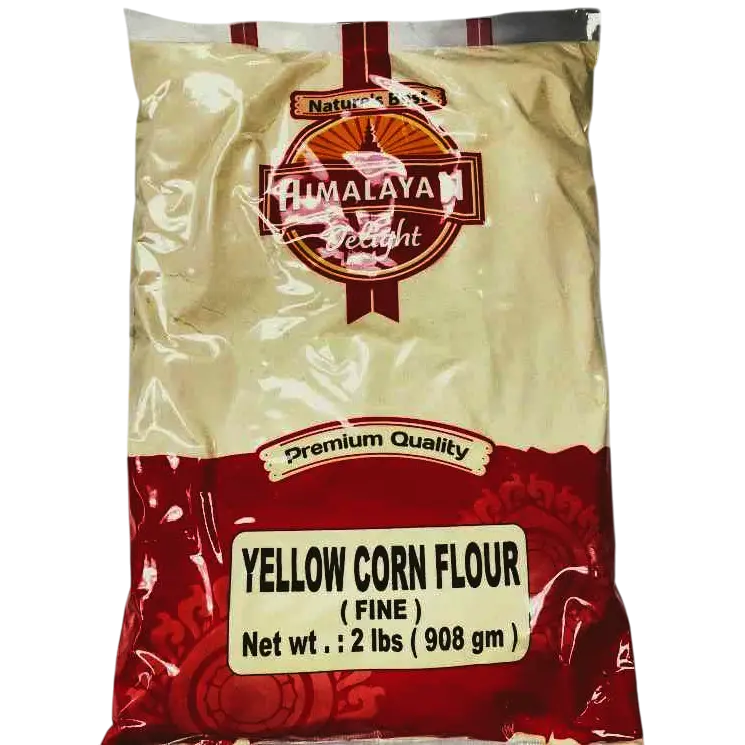 Nature's Best
HIMALAYAN
Delight
Premium Quality
YELLOW CORN FLOUR
( FINE )
Net wt . : 2 lbs ( 908 gm )